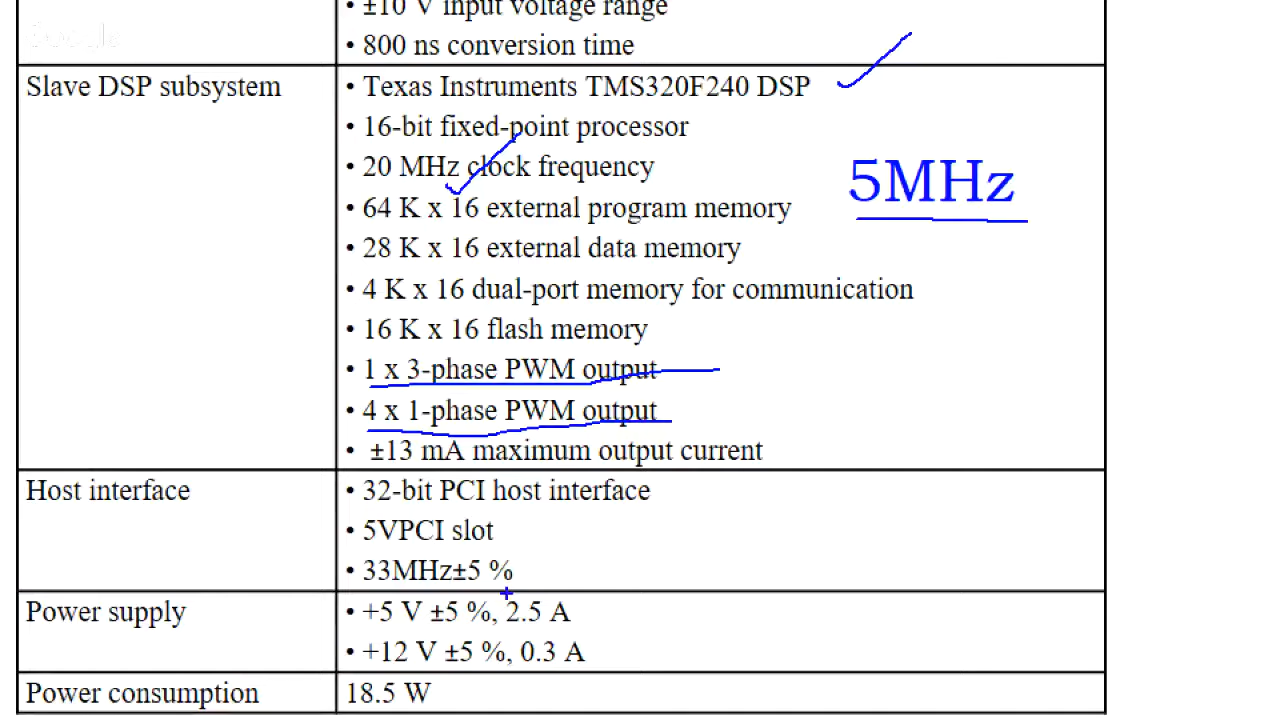 • ±10 V input voltage range
• 800 ns conversion time
Slave DSP subsystem
• Texas Instruments TMS320F240 DSP
• 16-bit fixed-point processor
• 20 MHz clock frequency
5MHz
• 64 K x 16 external program memory
• 28 K x 16 external data memory
• 4 K x 16 dual-port memory for communication
• 16 K x 16 flash memory
• 1 x 3-phase PWM output
• 4 x 1-phase PWM output
• ±13 mA maximum output current
Host interface
• 32-bit PCI host interface
• 5VPCI slot
• 33MHz±5 %
Power supply
• +5 V ±5 %, 2.5 A
• +12 V ±5 %, 0.3 A
Power consumption
18.5 W